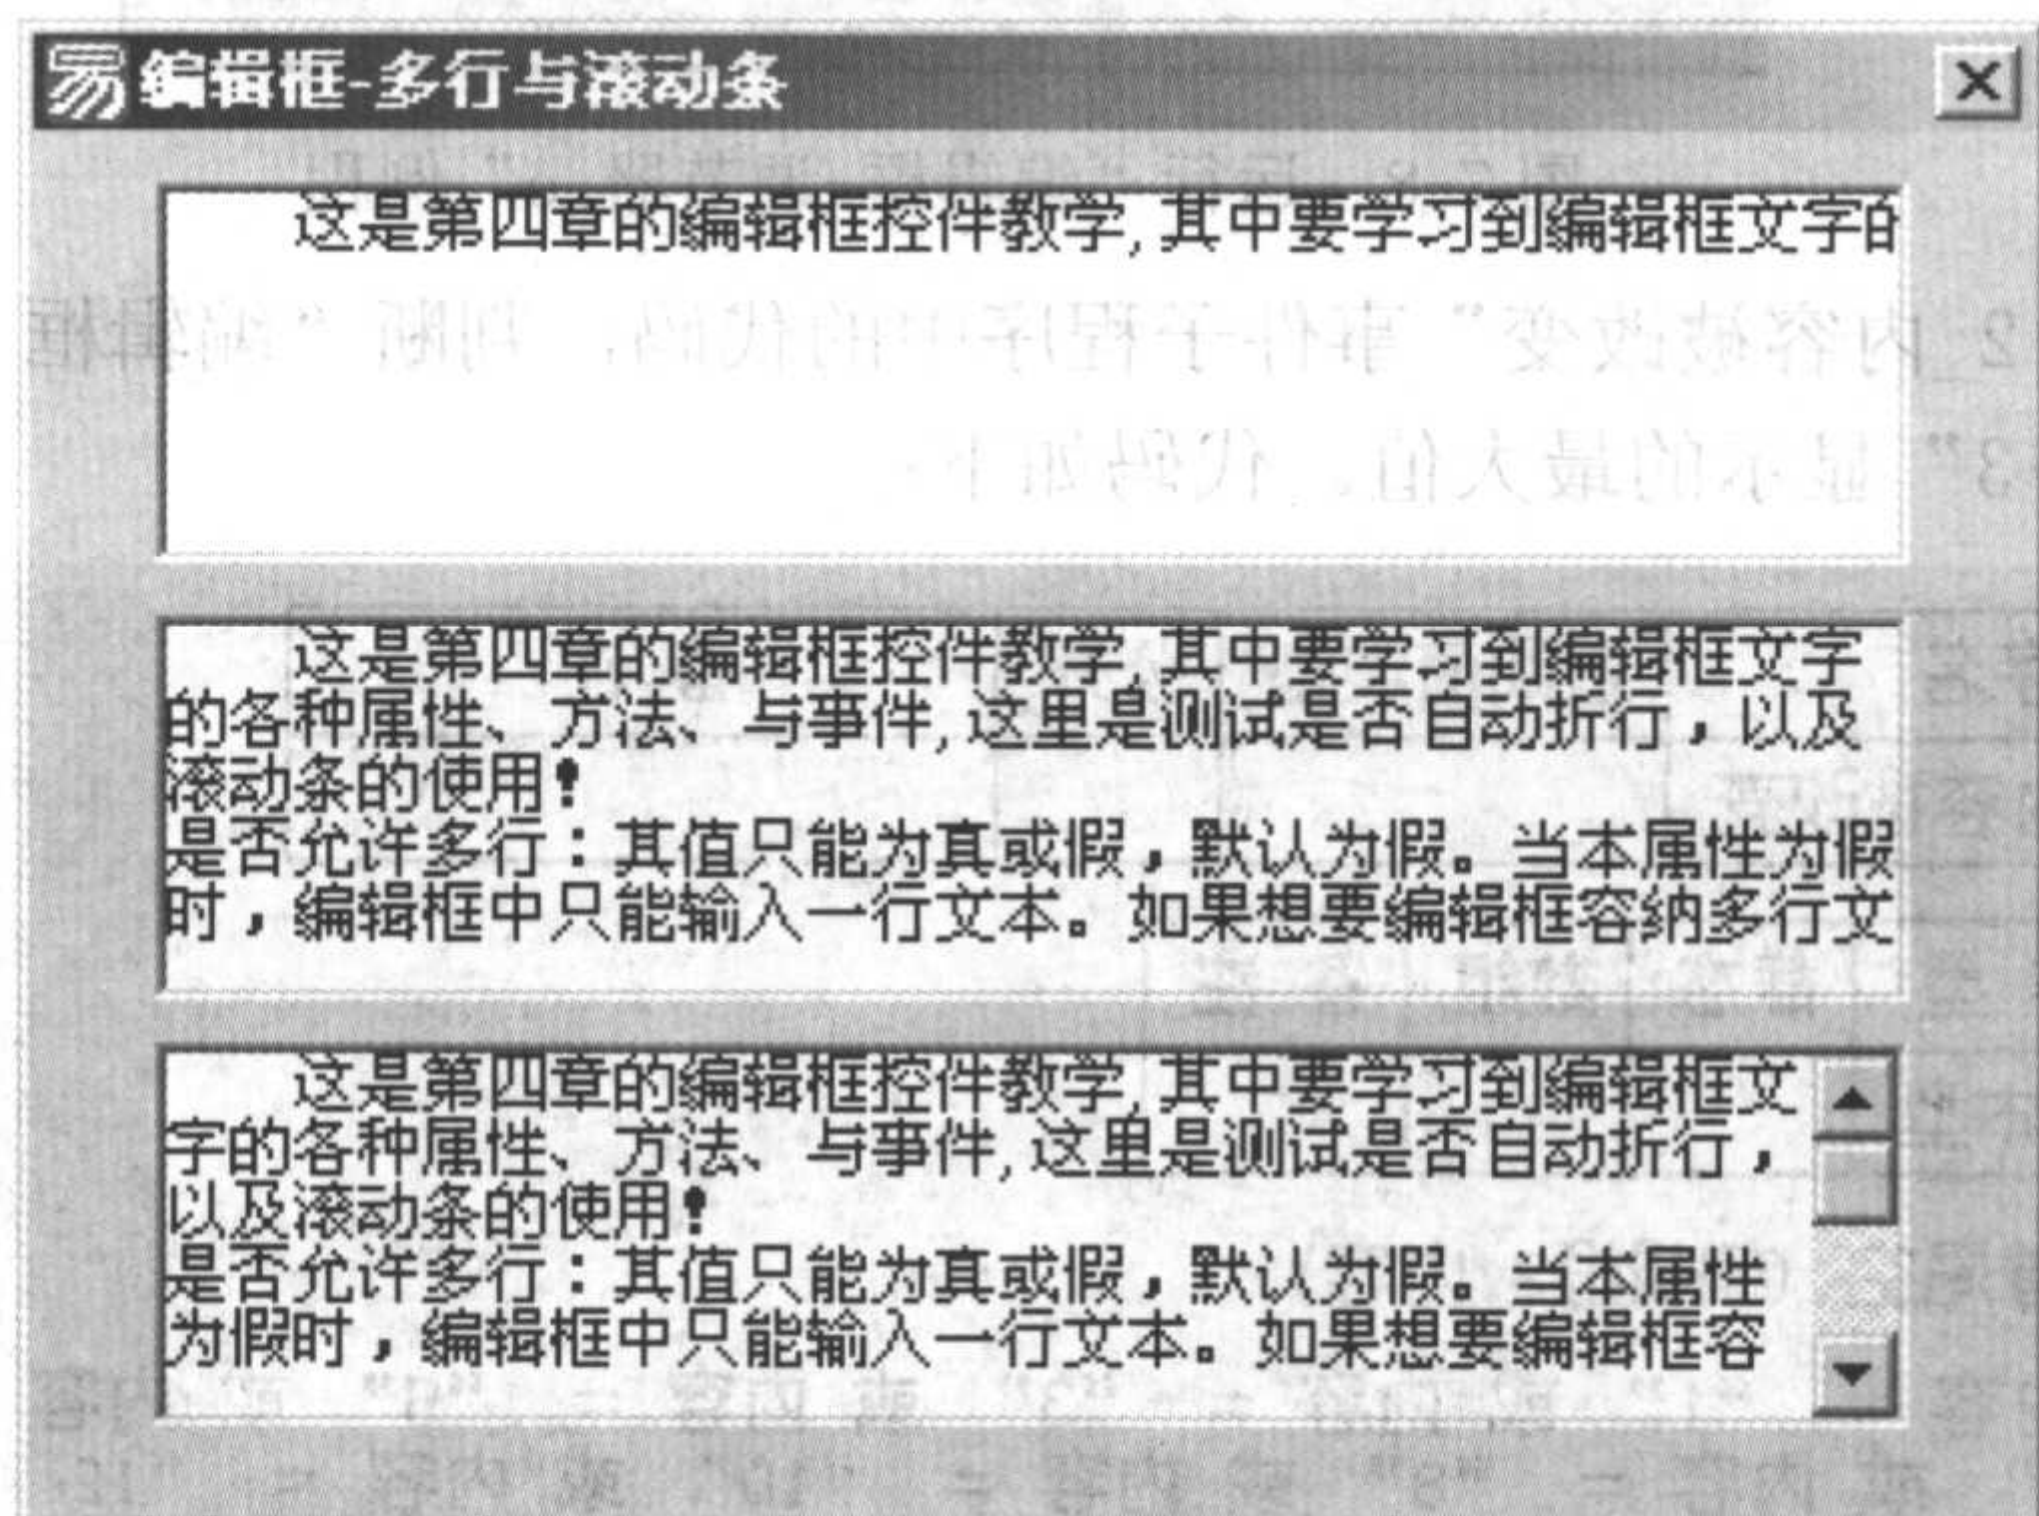 易 编辑框-多行与滚动条
这是第四章的编辑框控件教学,其中要学习到编辑框文字的
这是第四章的编辑框控件教学,其中要学习到编辑框文字
的各种属性、方法、与事件,这里是测试是否自动折行，以及
滚动条的使用！
是否允许多行：其值只能为真或假，默认为假。当本属性为假
时，编辑框中只能输入一行文本。如果想要编辑框容纳多行文
这是第四章的编辑框控件教学,其中要学习到编辑框文
字的各种属性、方法、与事件,这里是测试是否自动折行，
以及滚动条的使用！
是否允许多行：其值只能为真或假，默认为假。当本属性
为假时，编辑框中只能输入一行文本。如果想要编辑框容